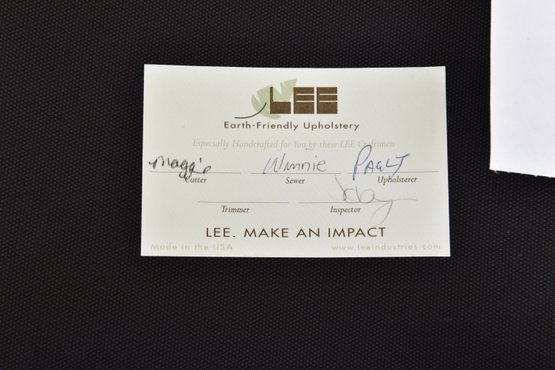 LEE
Earth-Friendly Upholstery
Especially Handcrafted for You by these LEE Craftsmen
Maggie Winnie Paul J
Cutter Sewer Upholsterer
Trimmer Inspector
LEE. MAKE AN IMPACT
Made in the USA www.leeindustries.com